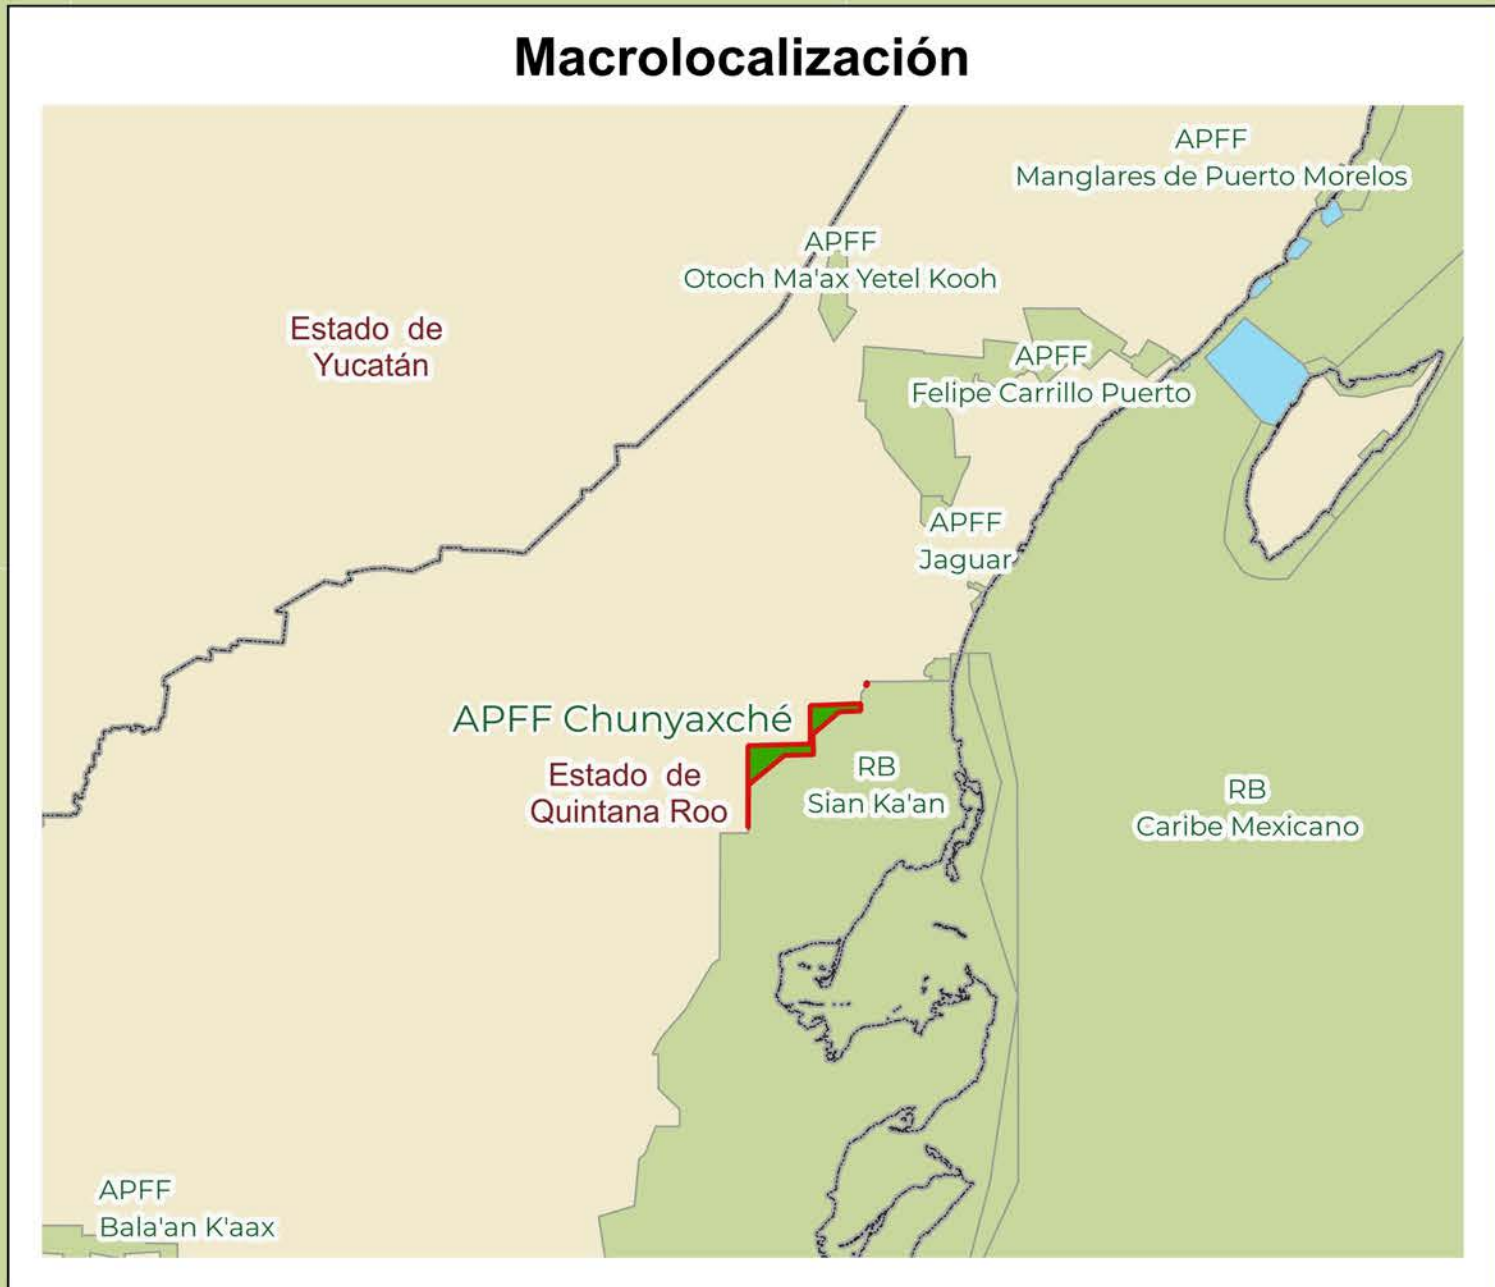 Macrolocalización
APFF
Manglares de Puerto Morelos
APFF
Otoch Ma'ax Yetel Kooh
Estado de
Yucatán
APFF
Felipe Carrillo Puerto
APFF
Jaguar
APFF Chunyaxché
Estado de
Quintana Roo
RB
Sian Ka'an
RB
Caribe Mexicano
APFF
Bala'an K'aax